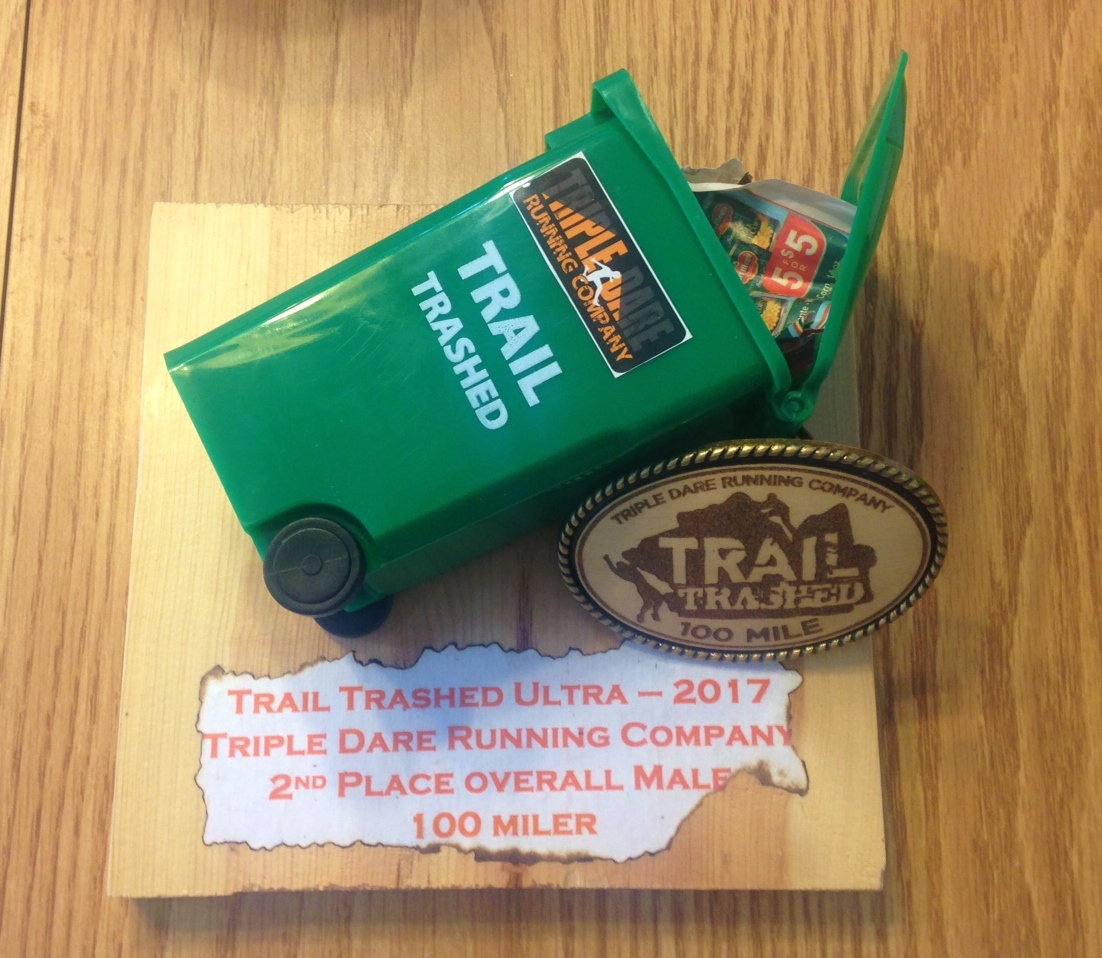 TRIPLE DARE
RUNNING COMPANY
TRAIL
TRASHED
5 FOR $5
TRIPLE DARE RUNNING COMPANY
TRAIL
TRASHED
100 MILE
TRAIL TRASHED ULTRA – 2017
TRIPLE DARE RUNNING COMPANY
2ND PLACE OVERALL MALE
100 MILER